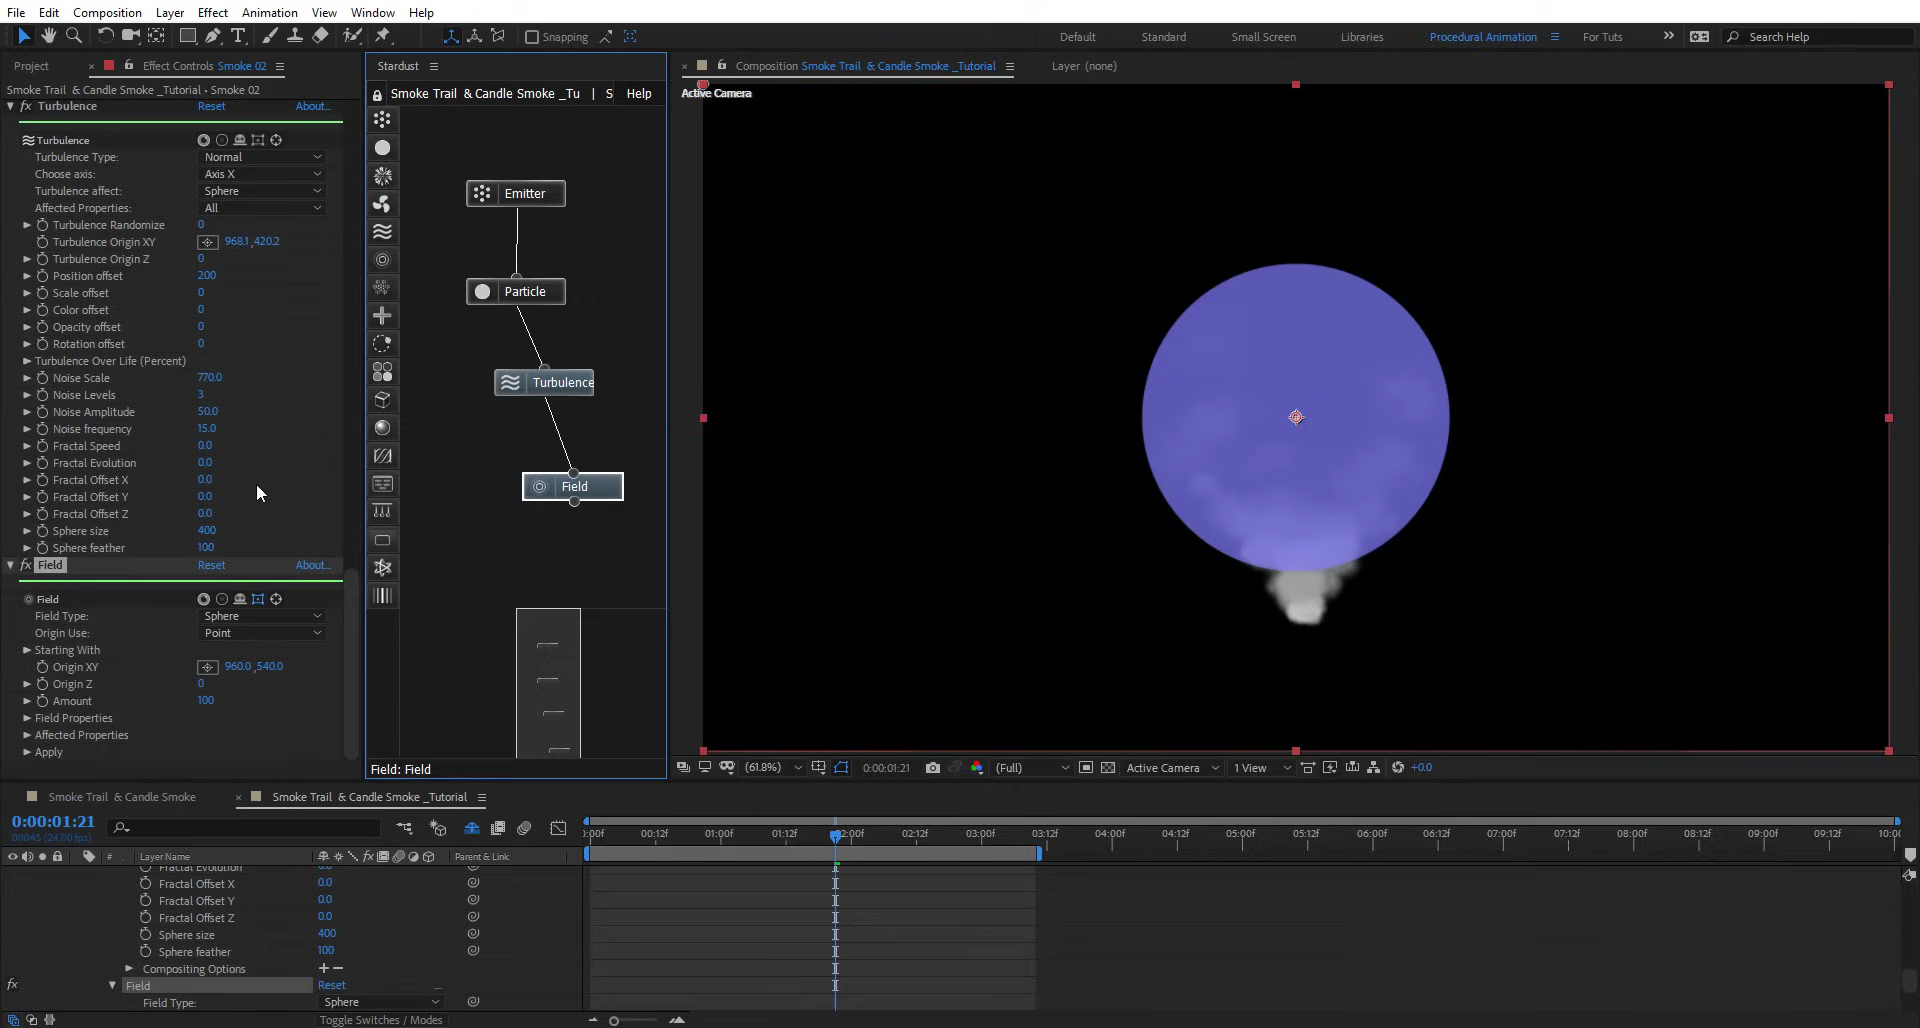 File Edit Composition Layer Effect Animation View Window Help
Snapping
Default Standard Small Screen Libraries Procedural Animation For Tuts Search Help
Project Effect Controls Smoke 02
Smoke Trail & Candle Smoke _Tutorial • Smoke 02
Turbulence Reset About...
Turbulence
Turbulence Type: Normal
Choose axis: Axis X
Turbulence affect: Sphere
Affected Properties: All
Turbulence Randomize 0
Turbulence Origin XY 968.1 ,420.2
Turbulence Origin Z 0
Position offset 200
Scale offset 0
Color offset 0
Opacity offset 0
Rotation offset 0
Turbulence Over Life (Percent)
Noise Scale 770.0
Noise Levels 3
Noise Amplitude 50.0
Noise frequency 15.0
Fractal Speed 0.0
Fractal Evolution 0.0
Fractal Offset X 0.0
Fractal Offset Y 0.0
Fractal Offset Z 0.0
Sphere size 400
Sphere feather 100
Field Reset About...
Field
Field Type: Sphere
Origin Use: Point
Starting With
Origin XY 960.0 ,540.0
Origin Z 0
Amount 100
Field Properties
Affected Properties
Apply
Stardust
Smoke Trail & Candle Smoke _Tu | S Help
Emitter
Particle
Turbulence
Field
Field: Field
Composition Smoke Trail & Candle Smoke _Tutorial Layer (none)
Active Camera
(61.8%) 0:00:01:21 (Full) Active Camera 1 View +0.0
Smoke Trail & Candle Smoke Smoke Trail & Candle Smoke _Tutorial
0:00:01:21
00045 (24.00 fps)
):00f 00:12f 01:00f 01:12f 02:00f 02:12f 03:00f 03:12f 04:00f 04:12f 05:00f 05:12f 06:00f 06:12f 07:00f 07:12f 08:00f 08:12f 09:00f 09:12f 10:00
# Layer Name Parent & Link
Fractal Evolution 0.0
Fractal Offset X 0.0
Fractal Offset Y 0.0
Fractal Offset Z 0.0
Sphere size 400
Sphere feather 100
Compositing Options
fx Field Reset
Field Type: Sphere
Toggle Switches / Modes